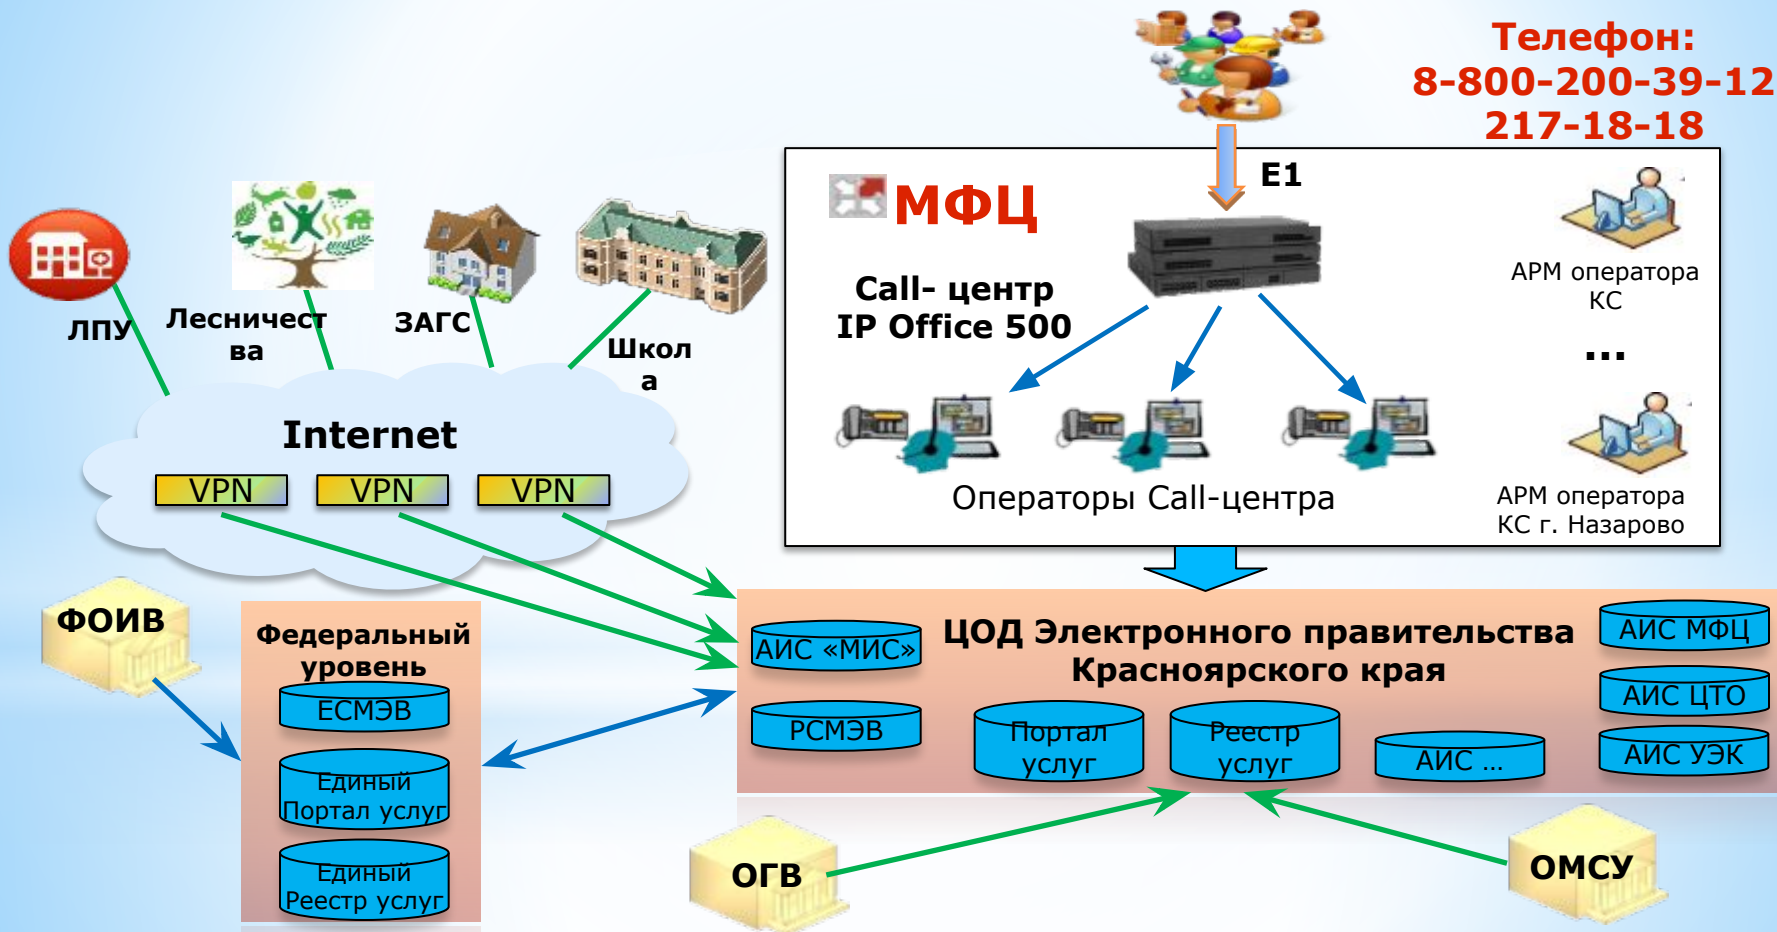 Телефон:
8-800-200-39-12
217-18-18
E1
МФЦ
Call- центр
IP Office 500
АРМ оператора
КС
...
АРМ оператора
КС г. Назарово
Операторы Call-центра
ЛПУ
Лесничест
ва
ЗАГС
Школ
а
Internet
VPN
VPN
VPN
ФОИВ
Федеральный
уровень
ЕСМЭВ
Единый
Портал услуг
Единый
Реестр услуг
ЦОД Электронного правительства
Красноярского края
АИС «МИС»
РСМЭВ
Портал
услуг
Реестр
услуг
АИС ...
АИС МФЦ
АИС ЦТО
АИС УЭК
ОГВ
ОМСУ